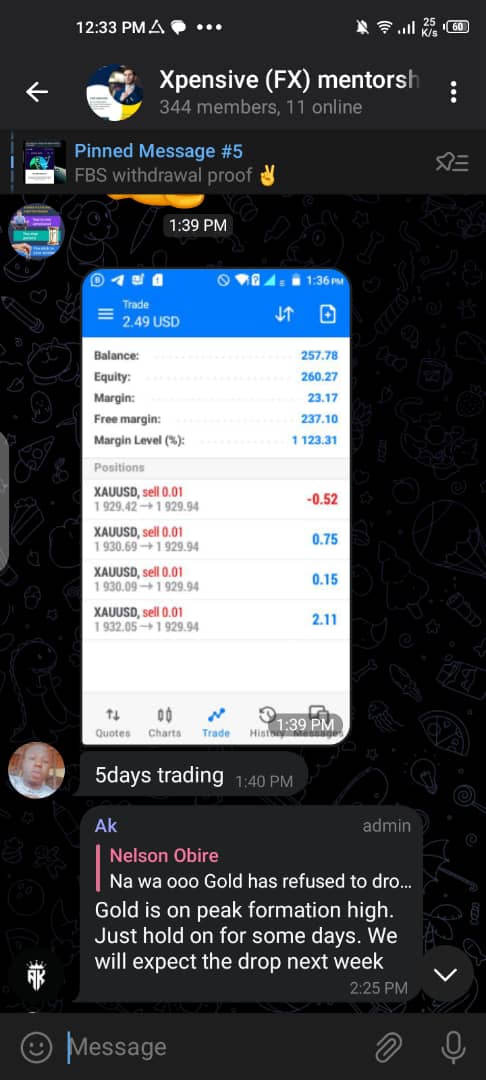 12:33 PM
25
K/s
60
Xpensive (FX) mentorsh
344 members, 11 online
Pinned Message #5
FBS withdrawal proof ✌
1:39 PM
1:36 PM
Trade
2.49 USD
Balance: 257.78
Equity: 260.27
Margin: 23.17
Free margin: 237.10
Margin Level (%): 1 123.31
Positions
XAUUSD, sell 0.01
1 929.42 → 1 929.94
-0.52
XAUUSD, sell 0.01
1 930.69 → 1 929.94
0.75
XAUUSD, sell 0.01
1 930.09 → 1 929.94
0.15
XAUUSD, sell 0.01
1 932.05 → 1 929.94
2.11
Quotes Charts Trade History Messages
1:39 PM
5days trading 1:40 PM
Ak admin
Nelson Obire
Na wa ooo Gold has refused to dro...
Gold is on peak formation high.
Just hold on for some days. We
will expect the drop next week
2:25 PM
AK
Message